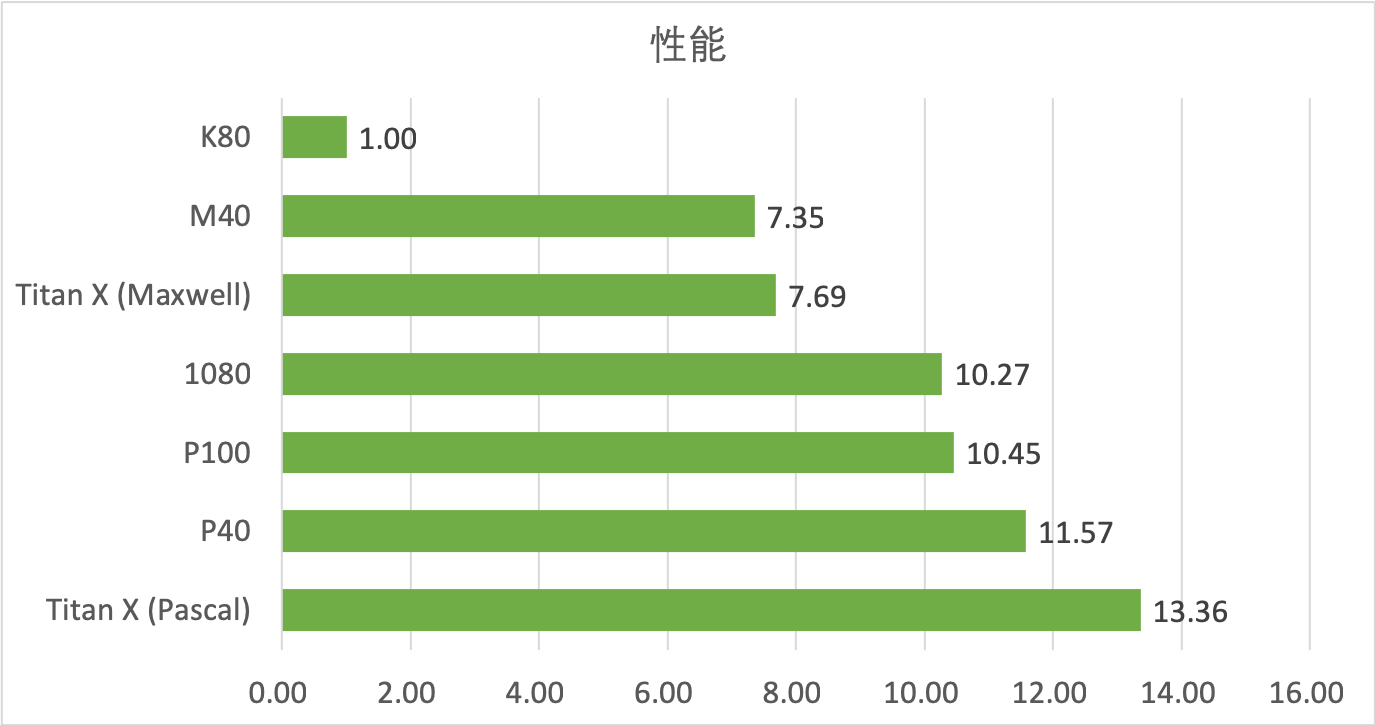 性能
K80 1.00
M40 7.35
Titan X (Maxwell) 7.69
1080 10.27
P100 10.45
P40 11.57
Titan X (Pascal) 13.36
0.00 2.00 4.00 6.00 8.00 10.00 12.00 14.00 16.00